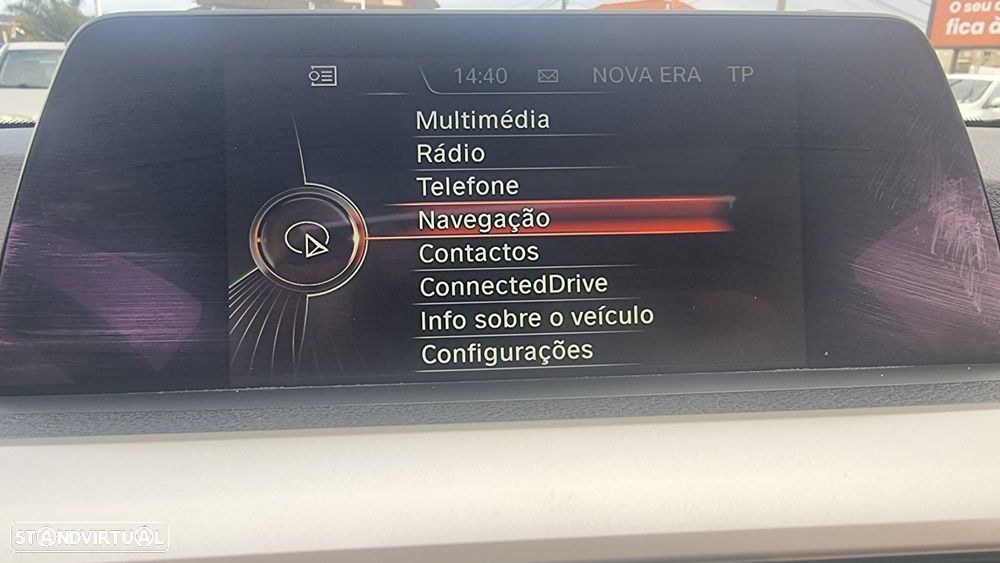 O seu
fica à
14:40 NOVA ERA TP
Multimédia
Rádio
Telefone
Navegação
Contactos
ConnectedDrive
Info sobre o veículo
Configurações
STANDVIRTUAL